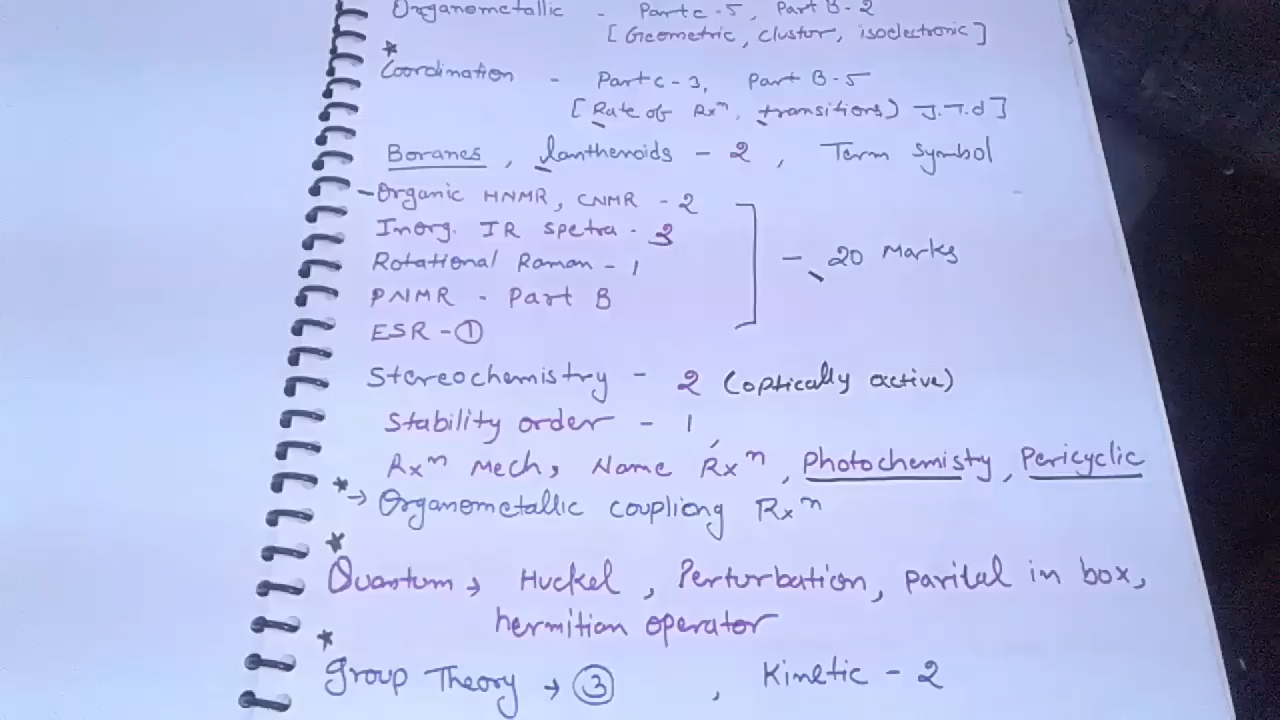 Organometallic - Part c - 5, Part B - 2
[Geometric, clustor, isoelectronic]
* Coordination - Part c - 3, Part B - 5
[Rate of Rxn, transitions) J.T.d]
Boranes, Lanthenoids - 2, Term Symbol
- Organic HNMR, CNMR - 2
Inorg. IR spetra - 3
Rotational Raman - 1
- 20 Marks
PNMR - Part B
ESR - ①
Stereochemistry - 2 (optically active)
Stability order - 1
Rxn Mech, Name Rxn, Photochemisty, Pericyclic
* → Organometallic coupliong Rxn
* Quantum → Huckel, Perturbation, parital in box,
hermition operator
* Group Theory → ③, Kinetic - 2